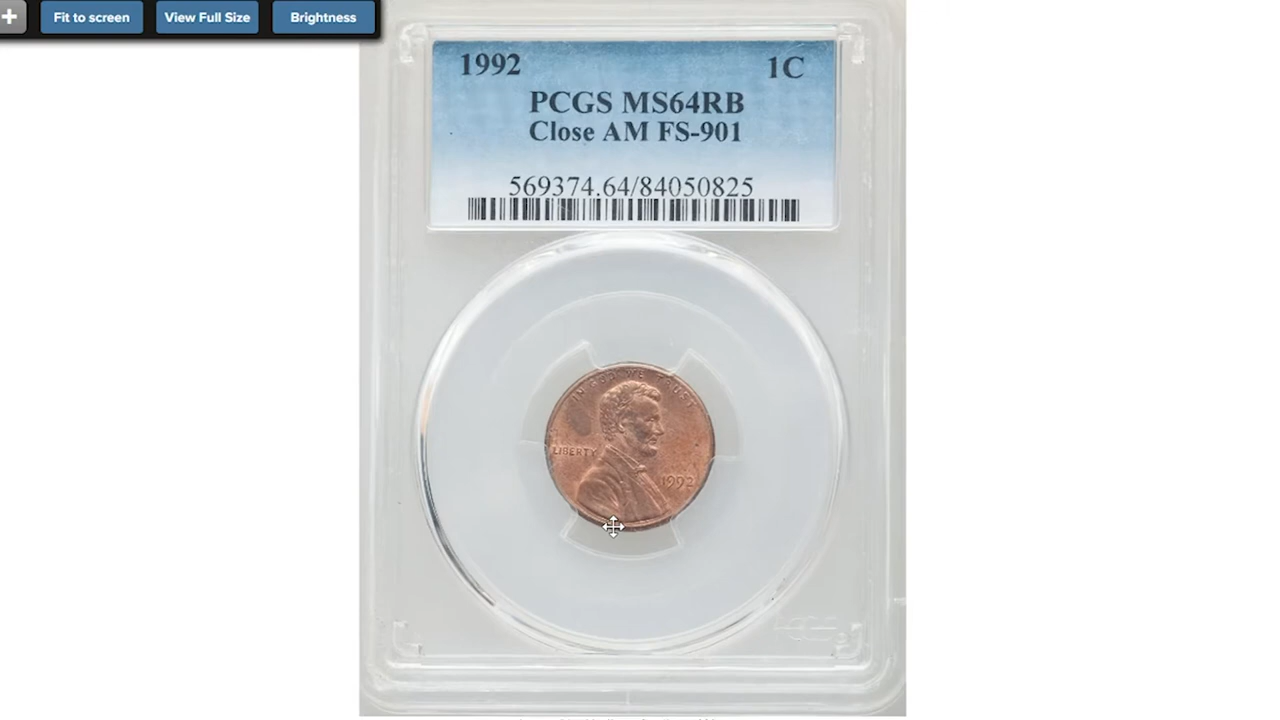 Fit to screen
View Full Size
Brightness
1992 1C
PCGS MS64RB
Close AM FS-901
569374.64/84050825
IN GOD WE TRUST
LIBERTY
1992